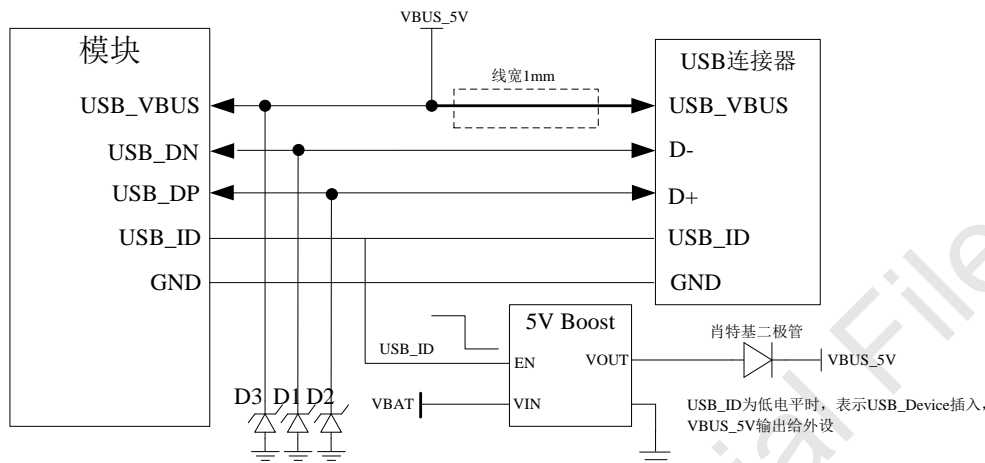 VBUS_5V
模块
USB连接器
线宽1mm
USB_VBUS
USB_VBUS
USB_DN
D-
USB_DP
D+
USB_ID
USB_ID
GND
GND
5V Boost
肖特基二极管
USB_ID
EN
VOUT
VBUS_5V
D3
D1
D2
VBAT
VIN
USB_ID为低电平时，表示USB_Device插入，
VBUS_5V输出给外设
ial File